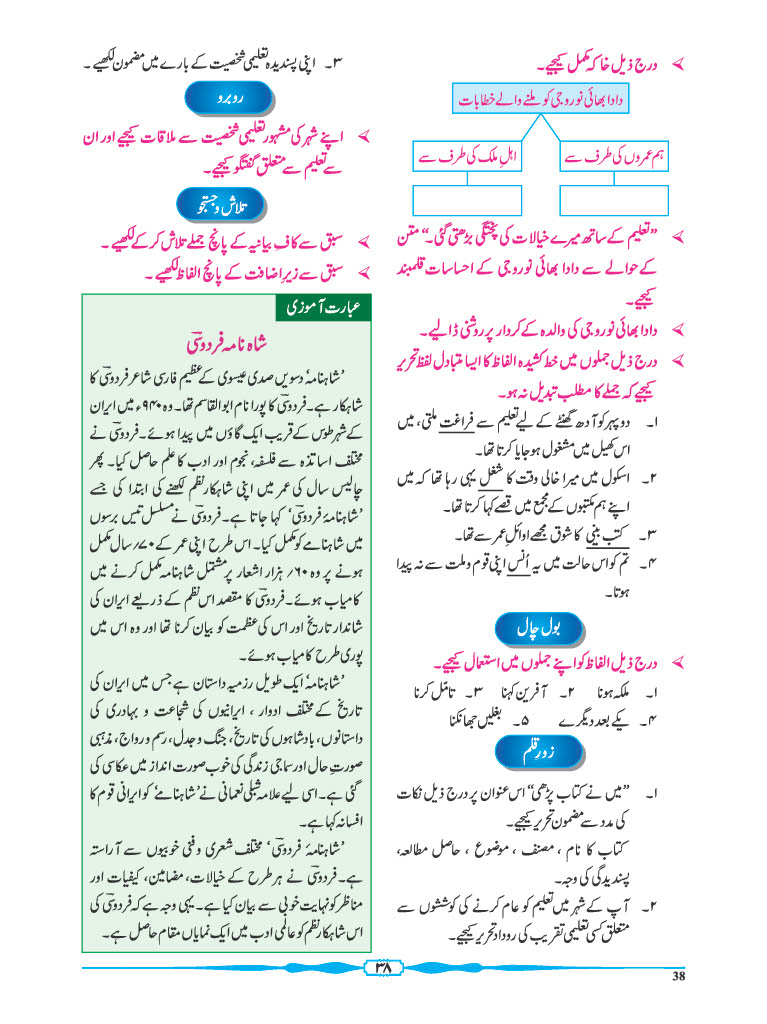 درج ذیل خاکہ مکمل کیجیے۔
دادا بھائی نوروجی کو ملنے والے خطابات
ہم عمروں کی طرف سے
اہلِ ملک کی طرف سے
”تعلیم کے ساتھ میرے خیالات کی پختگی بڑھتی گئی۔“ متن
کے حوالے سے دادا بھائی نوروجی کے احساسات قلمبند
کیجیے۔
دادا بھائی نوروجی کی والدہ کے کردار پر روشنی ڈالیے۔
درج ذیل جملوں میں خط کشیدہ الفاظ کا ایسا متبادل لفظ تحریر
کیجیے کہ جملے کا مطلب تبدیل نہ ہو۔
۱۔ دوپہر کو آدھ گھنٹے کے لیے تعلیم سے فراغت ملتی، میں
اس کھیل میں مشغول ہو جایا کرتا تھا۔
۲۔ اسکول میں میرا خالی وقت کا شغل یہی رہا تھا کہ میں
اپنے ہم مکتبوں کے مجمع میں قصے کہا کرتا تھا۔
۳۔ کتب بینی کا شوق مجھے اوائلِ عمر سے تھا۔
۴۔ تم کو اس حالت میں یہ اُنس اپنی قوم و ملت سے نہ پیدا
ہوتا۔
بول چال
درج ذیل الفاظ کو اپنے جملوں میں استعمال کیجیے۔
۱۔ ملکہ ہونا ۲۔ آفرین کہنا ۳۔ تامّل کرنا
۴۔ یکے بعد دیگرے ۵۔ بغلیں جھانکنا
زورِ قلم
۱۔ ”میں نے کتاب پڑھی“ اس عنوان پر درج ذیل نکات
کی مدد سے مضمون تحریر کیجیے۔
کتاب کا نام ، مصنف ، موضوع ، حاصل مطالعہ،
پسندیدگی کی وجہ۔
۲۔ آپ کے شہر میں تعلیم کو عام کرنے کی کوششوں سے
متعلق کسی تعلیمی تقریب کی روداد تحریر کیجیے۔
۳۔ اپنی پسندیدہ تعلیمی شخصیت کے بارے میں مضمون لکھیے۔
روبرو
اپنے شہر کی مشہور تعلیمی شخصیت سے ملاقات کیجیے اور ان
سے تعلیم سے متعلق گفتگو کیجیے۔
تلاش و جستجو
سبق سے کافِ بیانیہ کے پانچ جملے تلاش کرکے لکھیے۔
سبق سے زیرِ اضافت کے پانچ الفاظ لکھیے۔
عبارت آموزی
شاہ نامہ فردوسیؔ
’شاہنامہ‘ دسویں صدی عیسوی کے عظیم فارسی شاعر فردوسیؔ کا
شاہکار ہے۔ فردوسیؔ کا پورا نام ابوالقاسم تھا۔ وہ ۹۴۰ء میں ایران
کے شہر طوس کے قریب ایک گاؤں میں پیدا ہوئے۔ فردوسیؔ نے
مختلف اساتذہ سے فلسفہ، نجوم اور ادب کا علم حاصل کیا۔ پھر
چالیس سال کی عمر میں اپنی شاہکار نظم لکھنے کی ابتدا کی جسے
’شاہنامۂ فردوسیؔ‘ کہا جاتا ہے۔ فردوسیؔ نے مسلسل تیس برسوں
میں شاہنامے کو مکمل کیا۔ اس طرح اپنی عمر کے ۷۰؍سال مکمل
ہونے پر وہ ۶۰؍ہزار اشعار پر مشتمل شاہنامہ مکمل کرنے میں
کامیاب ہوئے۔ فردوسیؔ کا مقصد اس نظم کے ذریعے ایران کی
شاندار تاریخ اور اس کی عظمت کو بیان کرنا تھا اور وہ اس میں
پوری طرح کامیاب ہوئے۔
’شاہنامہ‘ ایک طویل رزمیہ داستان ہے جس میں ایران کی
تاریخ کے مختلف ادوار ، ایرانیوں کی شجاعت و بہادری کی
داستانوں، بادشاہوں کی تاریخ، جنگ و جدل، رسم و رواج، مذہبی
صورتِ حال اور سماجی زندگی کی خوب صورت انداز میں عکاسی کی
گئی ہے۔ اسی لیے علامہ شبلی نعمانی نے ’شاہنامے‘ کو ایرانی قوم کا
افسانہ کہا ہے۔
’شاہنامۂ فردوسیؔ‘ مختلف شعری و فنی خوبیوں سے آراستہ
ہے۔ فردوسیؔ نے ہر طرح کے خیالات، مضامین، کیفیات اور
مناظر کو نہایت خوبی سے بیان کیا ہے۔ یہی وجہ ہے کہ فردوسیؔ کی
اس شاہکار نظم کو عالمی ادب میں ایک نمایاں مقام حاصل ہے۔
۳۸
38